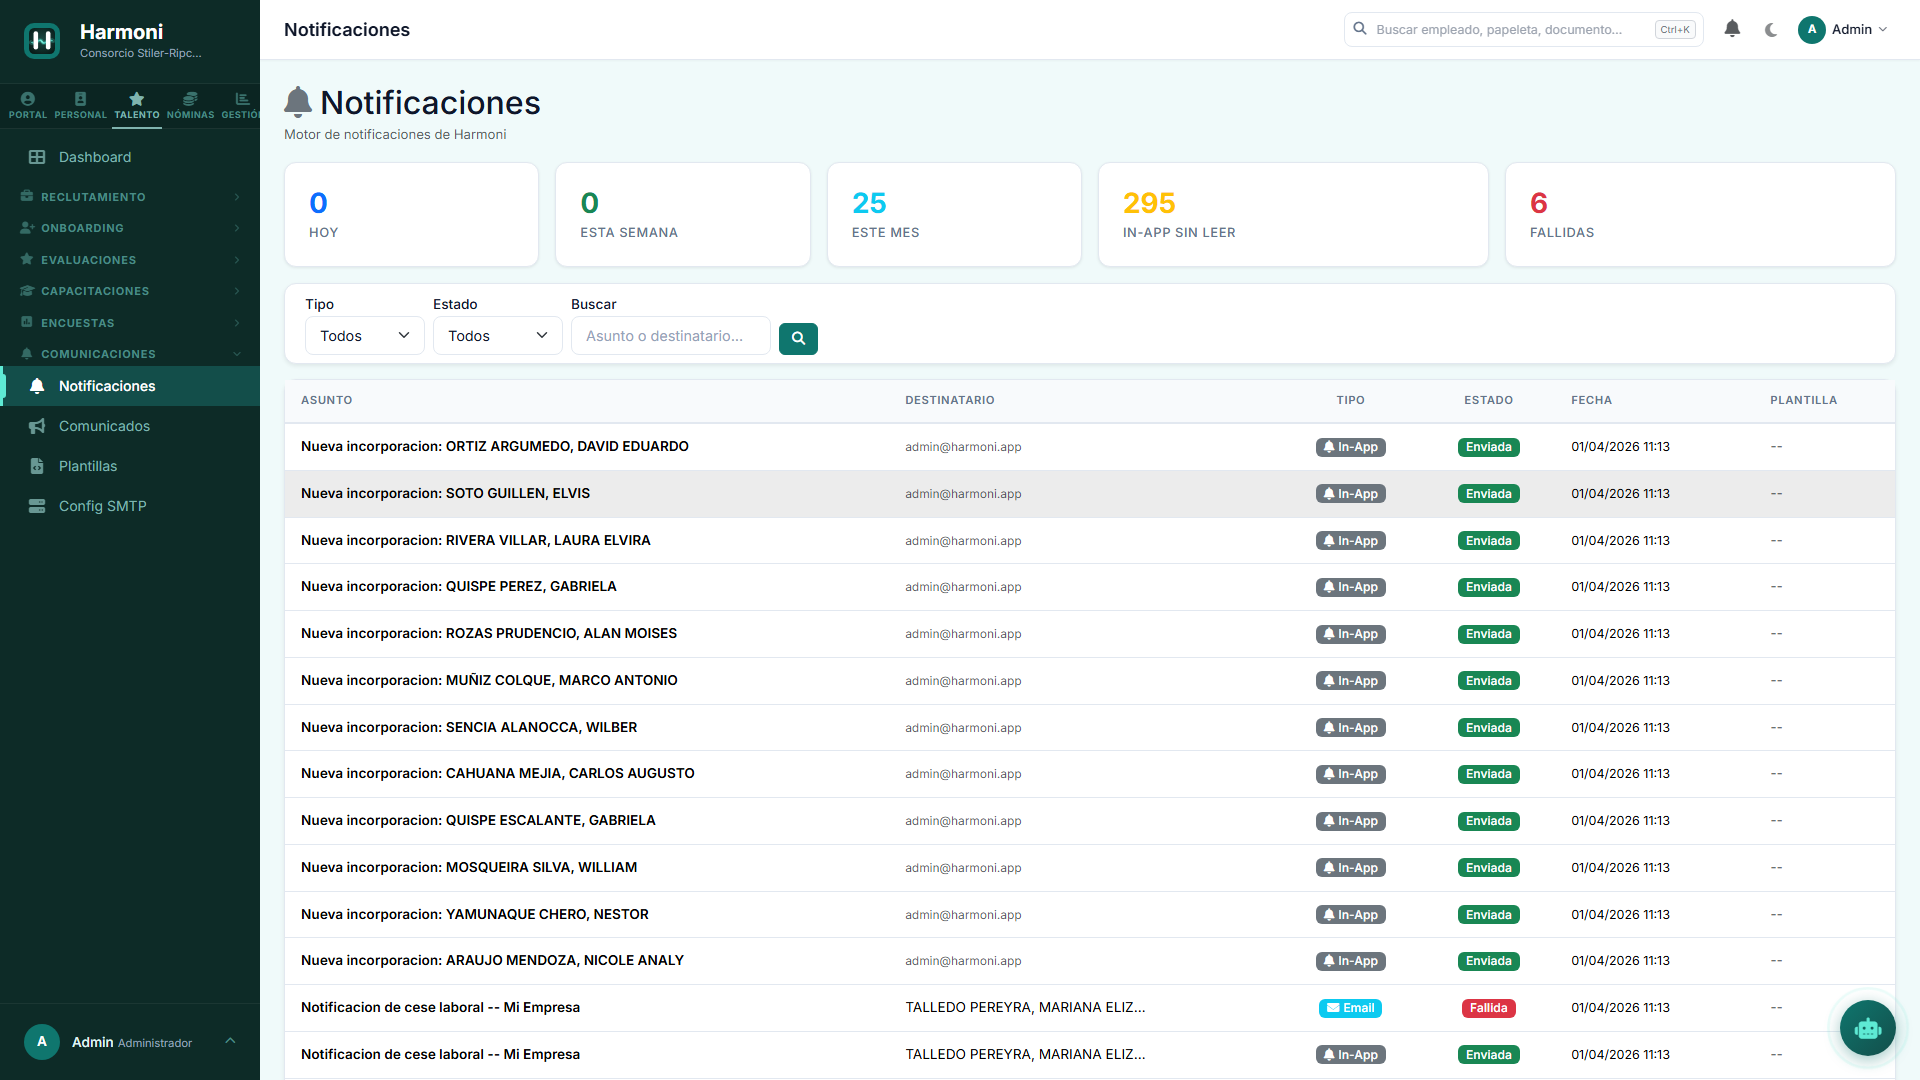 Harmoni
Consorcio Stiler-Ripc...
PORTAL PERSONAL TALENTO NÓMINAS GESTIÓ
Dashboard
RECLUTAMIENTO
ONBOARDING
EVALUACIONES
CAPACITACIONES
ENCUESTAS
COMUNICACIONES
Notificaciones
Comunicados
Plantillas
Config SMTP
A Admin Administrador
Notificaciones
Buscar empleado, papeleta, documento... Ctrl+K
A Admin
Notificaciones
Motor de notificaciones de Harmoni
0
HOY
0
ESTA SEMANA
25
ESTE MES
295
IN-APP SIN LEER
6
FALLIDAS
Tipo Estado Buscar
Todos Todos Asunto o destinatario...
ASUNTO DESTINATARIO TIPO ESTADO FECHA PLANTILLA
Nueva incorporacion: ORTIZ ARGUMEDO, DAVID EDUARDO admin@harmoni.app In-App Enviada 01/04/2026 11:13 --
Nueva incorporacion: SOTO GUILLEN, ELVIS admin@harmoni.app In-App Enviada 01/04/2026 11:13 --
Nueva incorporacion: RIVERA VILLAR, LAURA ELVIRA admin@harmoni.app In-App Enviada 01/04/2026 11:13 --
Nueva incorporacion: QUISPE PEREZ, GABRIELA admin@harmoni.app In-App Enviada 01/04/2026 11:13 --
Nueva incorporacion: ROZAS PRUDENCIO, ALAN MOISES admin@harmoni.app In-App Enviada 01/04/2026 11:13 --
Nueva incorporacion: MUÑIZ COLQUE, MARCO ANTONIO admin@harmoni.app In-App Enviada 01/04/2026 11:13 --
Nueva incorporacion: SENCIA ALANOCCA, WILBER admin@harmoni.app In-App Enviada 01/04/2026 11:13 --
Nueva incorporacion: CAHUANA MEJIA, CARLOS AUGUSTO admin@harmoni.app In-App Enviada 01/04/2026 11:13 --
Nueva incorporacion: QUISPE ESCALANTE, GABRIELA admin@harmoni.app In-App Enviada 01/04/2026 11:13 --
Nueva incorporacion: MOSQUEIRA SILVA, WILLIAM admin@harmoni.app In-App Enviada 01/04/2026 11:13 --
Nueva incorporacion: YAMUNAQUE CHERO, NESTOR admin@harmoni.app In-App Enviada 01/04/2026 11:13 --
Nueva incorporacion: ARAUJO MENDOZA, NICOLE ANALY admin@harmoni.app In-App Enviada 01/04/2026 11:13 --
Notificacion de cese laboral -- Mi Empresa TALLEDO PEREYRA, MARIANA ELIZ... Email Fallida 01/04/2026 11:13 --
Notificacion de cese laboral -- Mi Empresa TALLEDO PEREYRA, MARIANA ELIZ... In-App Enviada 01/04/2026 11:13 --